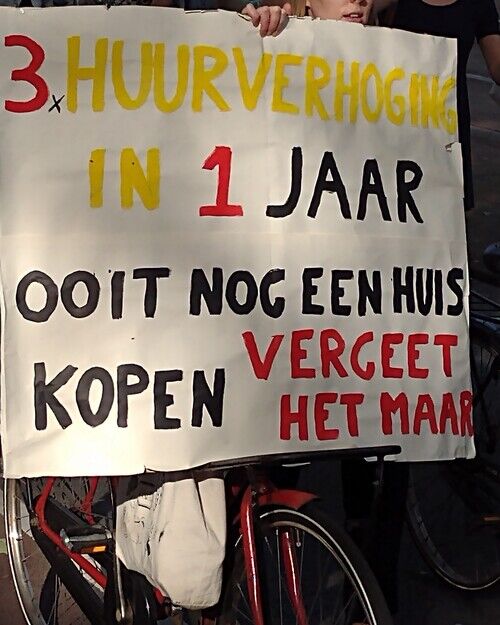 3x HUURVERHOGING
IN 1 JAAR
OOIT NOG EEN HUIS
KOPEN VERGEET
HET MAAR